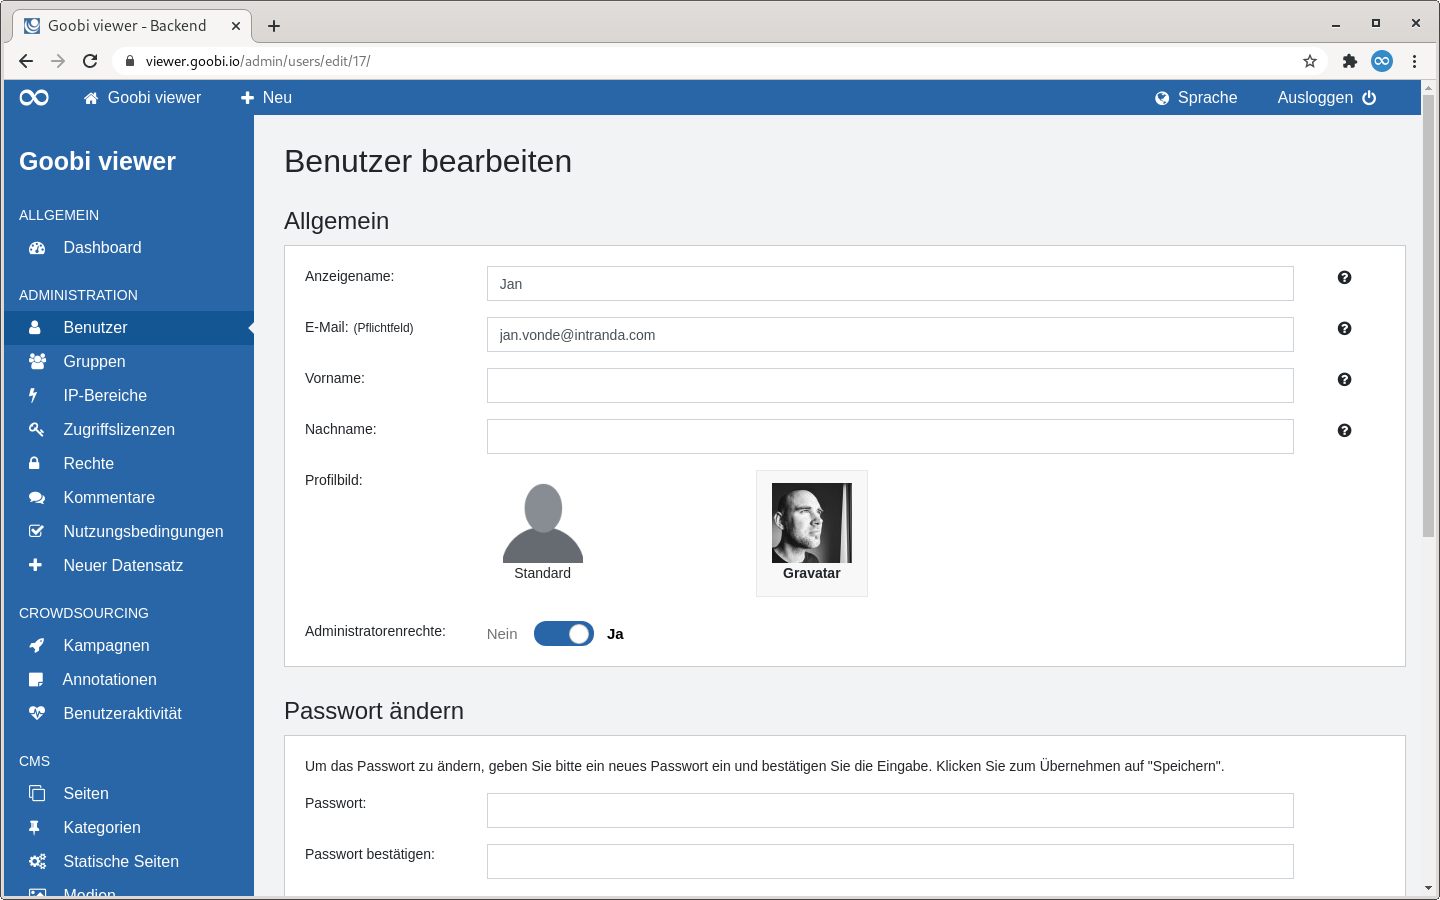 Goobi viewer - Backend
viewer.goobi.io/admin/users/edit/17/
Goobi viewer
Neu
Sprache
Ausloggen
Goobi viewer
ALLGEMEIN
Dashboard
ADMINISTRATION
Benutzer
Gruppen
IP-Bereiche
Zugriffslizenzen
Rechte
Kommentare
Nutzungsbedingungen
Neuer Datensatz
CROWDSOURCING
Kampagnen
Annotationen
Benutzeraktivität
CMS
Seiten
Kategorien
Statische Seiten
Medien
Benutzer bearbeiten
Allgemein
Anzeigename:
Jan
E-Mail: (Pflichtfeld)
jan.vonde@intranda.com
Vorname:
Nachname:
Profilbild:
Standard
Gravatar
Administratorenrechte:
Nein
Ja
Passwort ändern
Um das Passwort zu ändern, geben Sie bitte ein neues Passwort ein und bestätigen Sie die Eingabe. Klicken Sie zum Übernehmen auf "Speichern".
Passwort:
Passwort bestätigen: